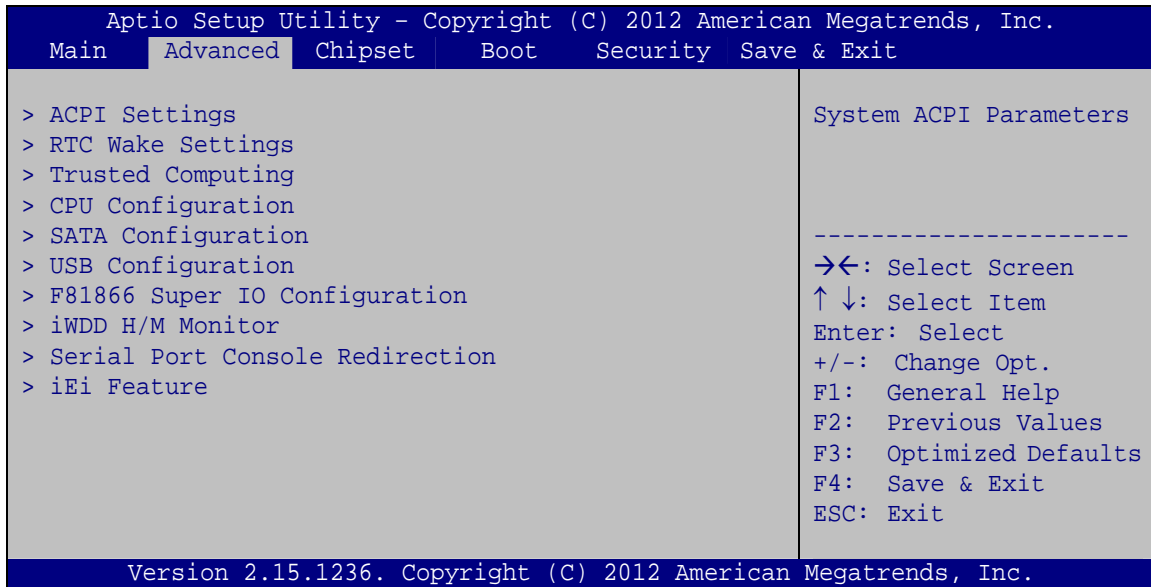 Aptio Setup Utility – Copyright (C) 2012 American Megatrends, Inc.
Main Advanced Chipset Boot Security Save & Exit
> ACPI Settings
> RTC Wake Settings
> Trusted Computing
> CPU Configuration
> SATA Configuration
> USB Configuration
> F81866 Super IO Configuration
> iWDD H/M Monitor
> Serial Port Console Redirection
> iEi Feature
System ACPI Parameters
----------------------
→←: Select Screen
↑ ↓: Select Item
Enter: Select
+/-: Change Opt.
F1: General Help
F2: Previous Values
F3: Optimized Defaults
F4: Save & Exit
ESC: Exit
Version 2.15.1236. Copyright (C) 2012 American Megatrends, Inc.